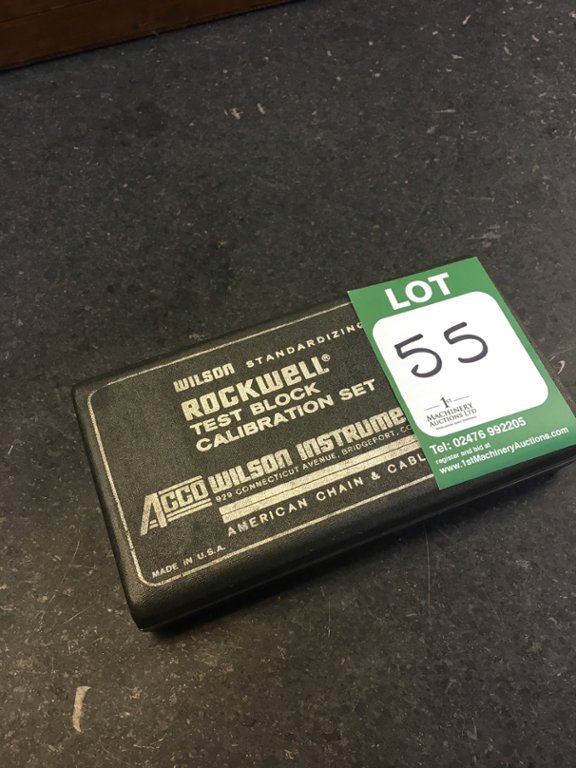 LOT
55
1st
MACHINERY
AUCTIONS LTD
Tel: 02476 992205
register and bid at
www.1stMachineryAuctions.com
WILSON STANDARDIZING
ROCKWELL®
TEST BLOCK
CALIBRATION SET
ACCO WILSON INSTRUME
929 CONNECTICUT AVENUE, BRIDGEPORT, CO
AMERICAN CHAIN & CABL
MADE IN U.S.A.